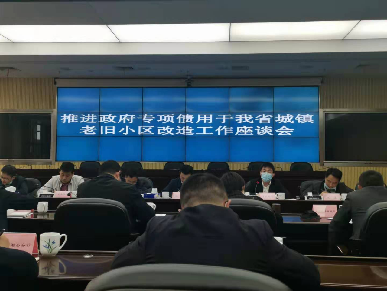 推进政府专项债用于我省城镇
老旧小区改造工作座谈会